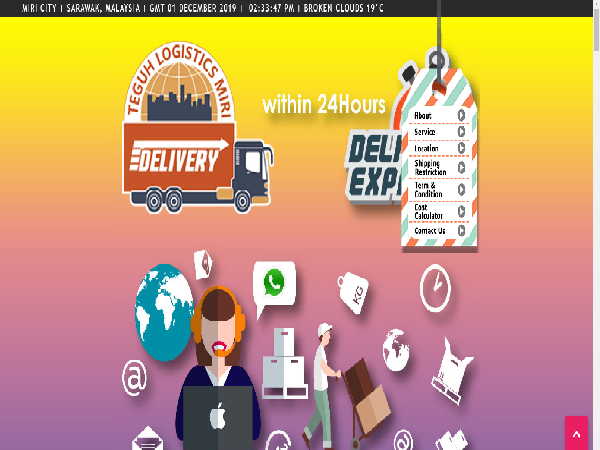 MIRI CITY | SARAWAK, MALAYSIA | GMT 01 DECEMBER 2019 | 02:33:47 PM | BROKEN CLOUDS 19°C
TEGUH LOGISTICS MIRI
DELIVERY
within 24Hours
DELI
EXP
About
Service
Location
Shipping
Restriction
Term &
Condition
Cost
Calculator
Contact Us
KG
@
@